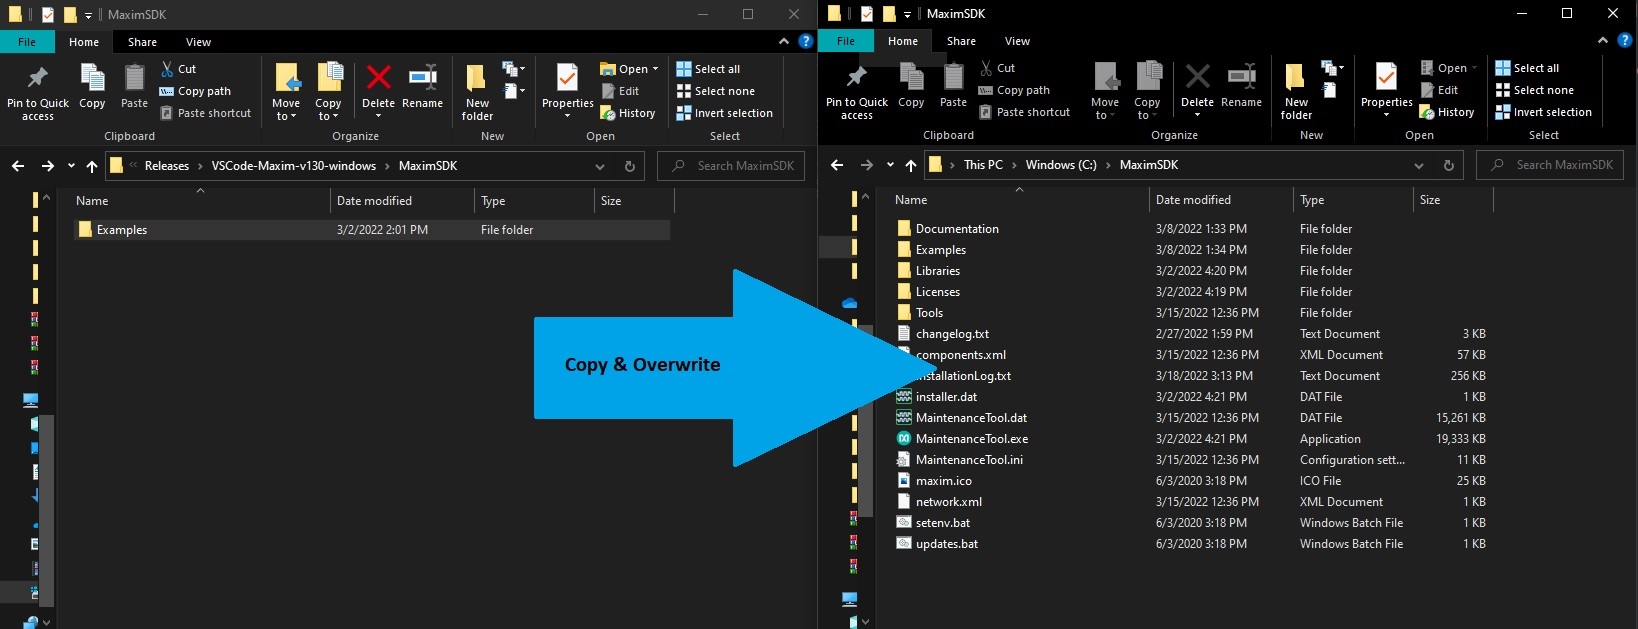 MaximSDK
File Home Share View
Pin to Quick access
Copy
Paste
Cut
Copy path
Paste shortcut
Clipboard
Move to
Copy to
Delete
Rename
Organize
New folder
New
Properties
Open
Edit
History
Open
Select all
Select none
Invert selection
Select
« Releases › VSCode-Maxim-v130-windows › MaximSDK
Search MaximSDK
Name Date modified Type Size
Examples 3/2/2022 2:01 PM File folder
Copy & Overwrite
MaximSDK
File Home Share View
Pin to Quick access
Copy
Paste
Cut
Copy path
Paste shortcut
Clipboard
Move to
Copy to
Delete
Rename
Organize
New folder
New
Properties
Open
Edit
History
Open
Select all
Select none
Invert selection
Select
› This PC › Windows (C:) › MaximSDK
Search MaximSDK
Name Date modified Type Size
Documentation 3/8/2022 1:33 PM File folder
Examples 3/8/2022 1:34 PM File folder
Libraries 3/2/2022 4:20 PM File folder
Licenses 3/2/2022 4:19 PM File folder
Tools 3/15/2022 12:36 PM File folder
changelog.txt 2/27/2022 1:59 PM Text Document 3 KB
components.xml 3/15/2022 12:36 PM XML Document 57 KB
nstallationLog.txt 3/18/2022 3:13 PM Text Document 256 KB
installer.dat 3/2/2022 4:21 PM DAT File 1 KB
MaintenanceTool.dat 3/15/2022 12:36 PM DAT File 15,261 KB
MaintenanceTool.exe 3/2/2022 4:21 PM Application 19,333 KB
MaintenanceTool.ini 3/15/2022 12:36 PM Configuration sett... 11 KB
maxim.ico 6/3/2020 3:18 PM ICO File 25 KB
network.xml 3/15/2022 12:36 PM XML Document 1 KB
setenv.bat 6/3/2020 3:18 PM Windows Batch File 1 KB
updates.bat 6/3/2020 3:18 PM Windows Batch File 1 KB